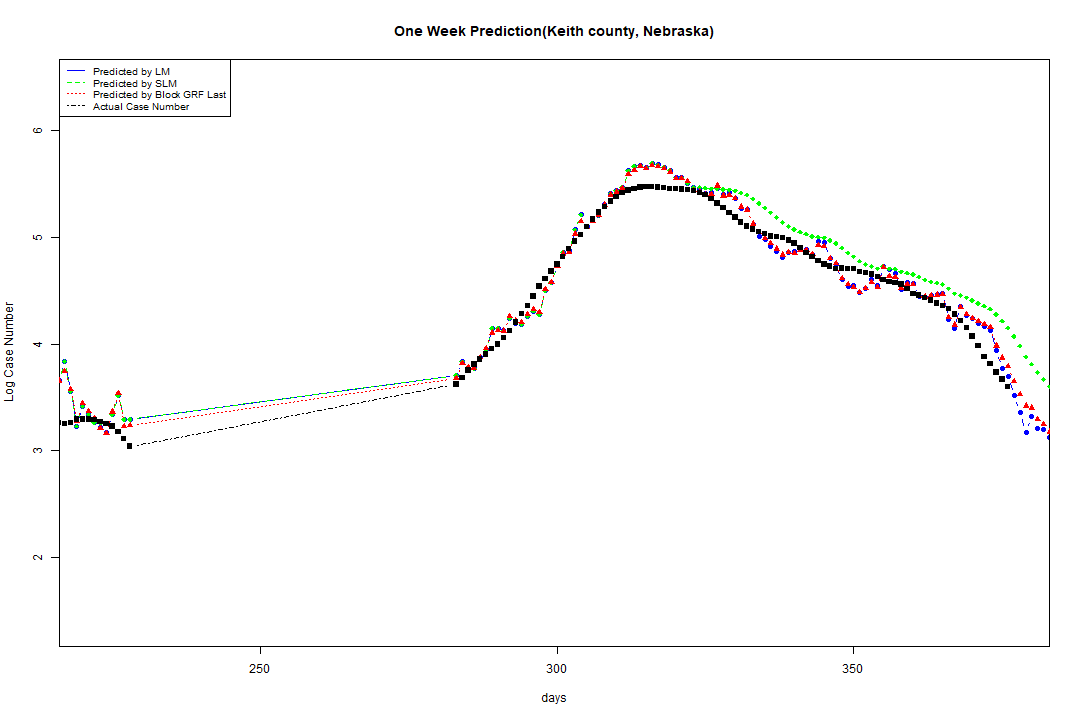 One Week Prediction(Keith county, Nebraska)
Predicted by LM
Predicted by SLM
Predicted by Block GRF Last
Actual Case Number
6
5
4
3
2
Log Case Number
250
300
350
days